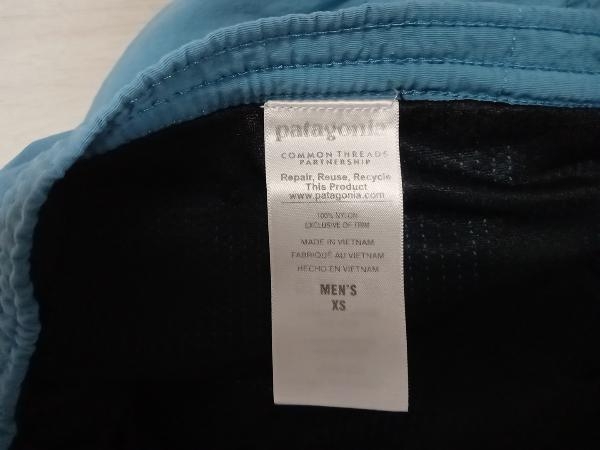 patagonia
COMMON THREADS
PARTNERSHIP
Repair, Reuse, Recycle
This Product
www.patagonia.com
100% NYLON
EXCLUSIVE OF TRIM
MADE IN VIETNAM
FABRIQUÉ AU VIETNAM
HECHO EN VIETNAM
MEN'S
XS